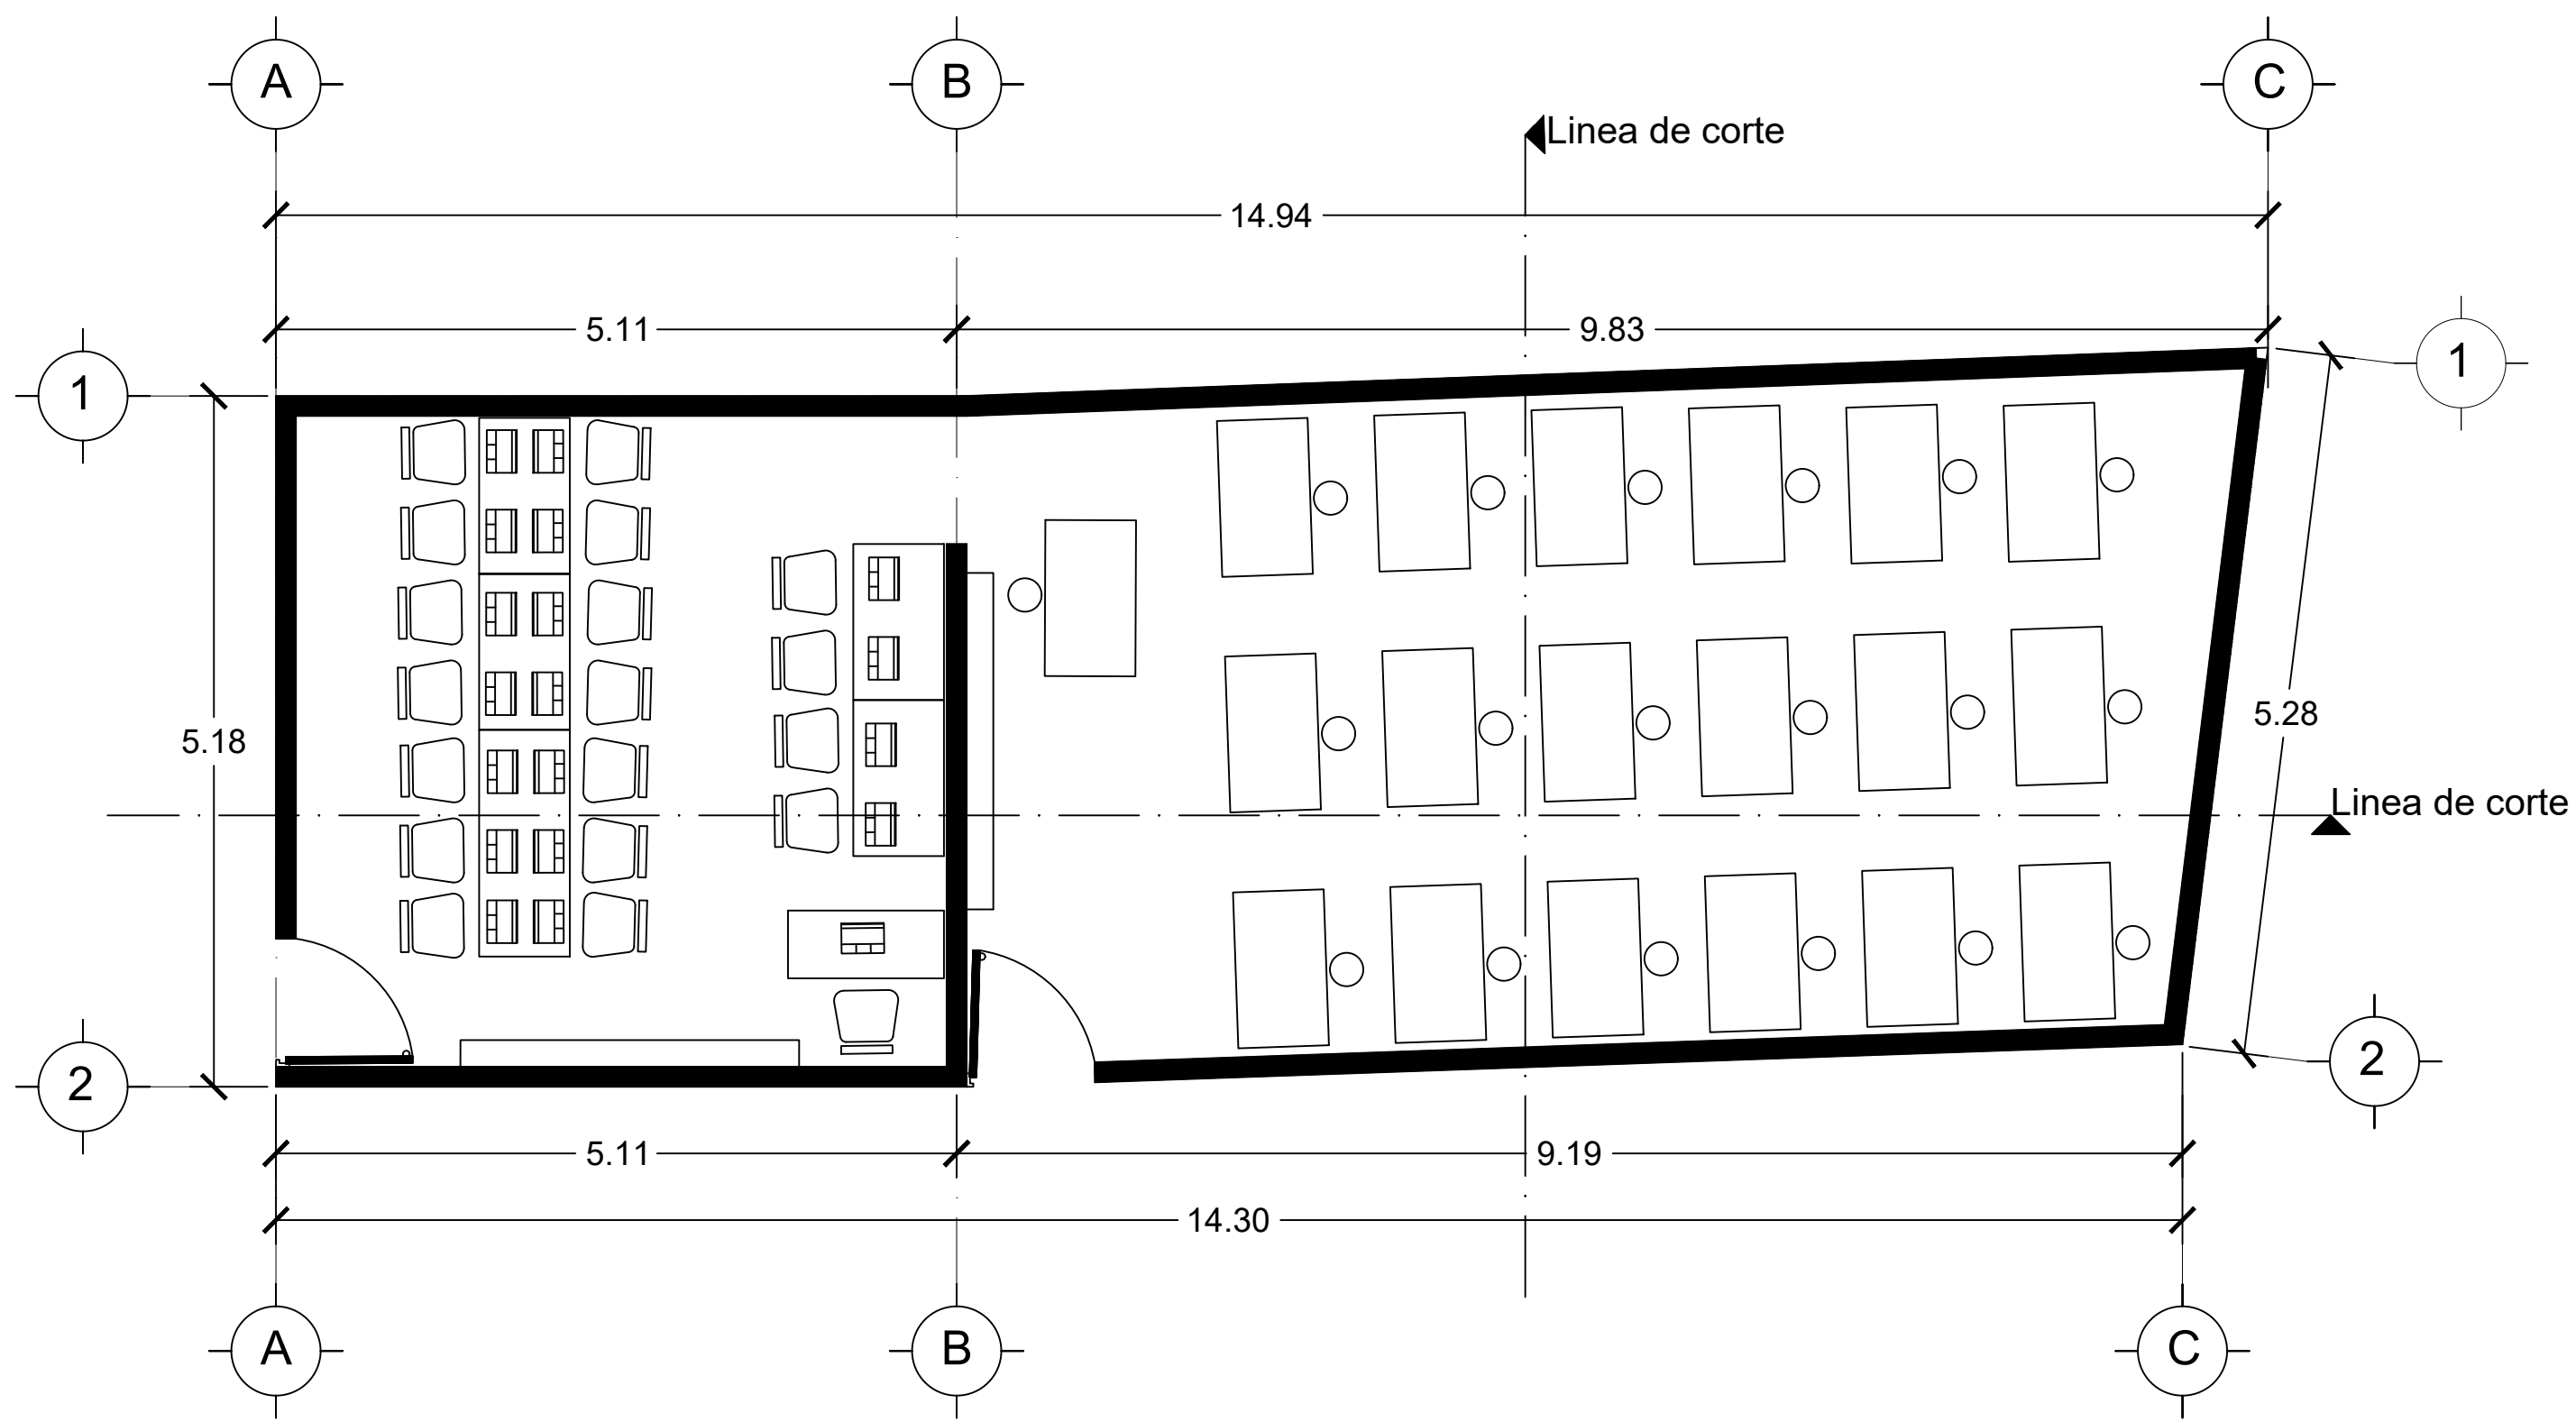 A B C
Linea de corte
14.94
5.11 9.83
1 1
5.18 5.28
Linea de corte
2 2
5.11 9.19
14.30
A B C